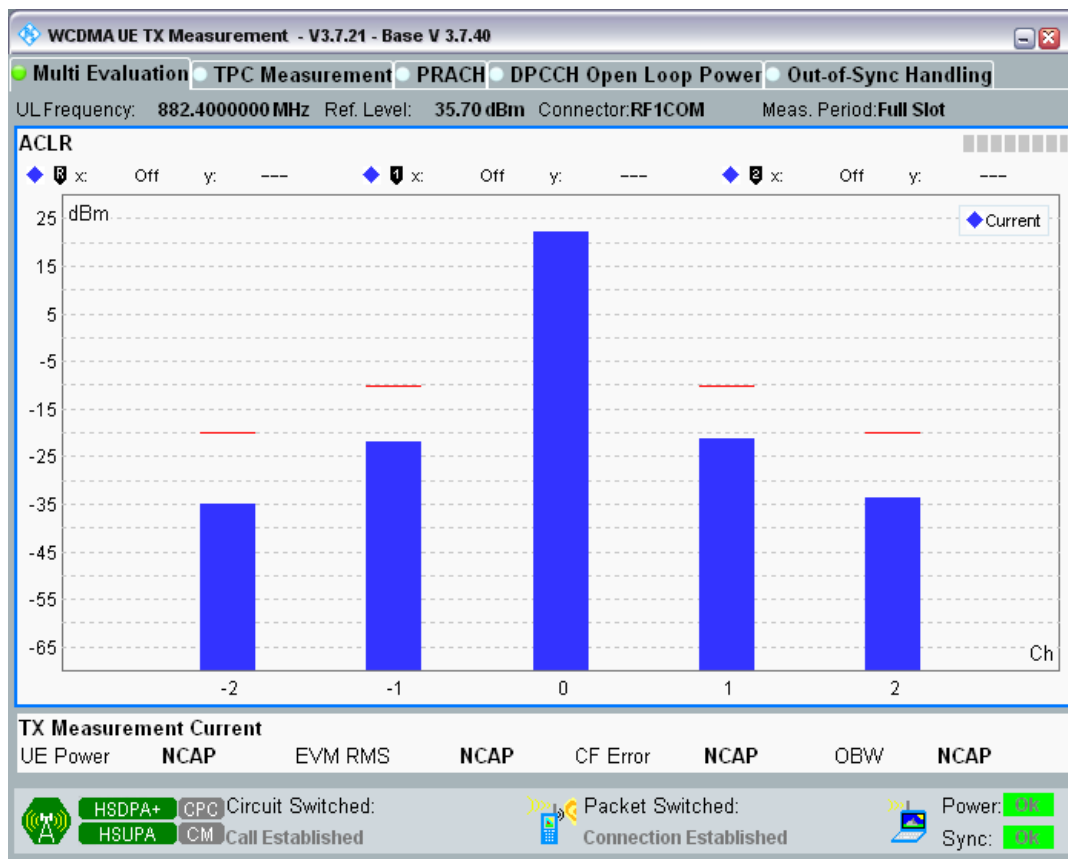 WCDMA UE TX Measurement - V3.7.21 - Base V 3.7.40
Multi Evaluation TPC Measurement PRACH DPCCH Open Loop Power Out-of-Sync Handling
UL Frequency: 882.4000000 MHz Ref. Level: 35.70 dBm Connector: RF1COM Meas. Period: Full Slot
ACLR
R x: Off y: --- 1 x: Off y: --- 2 x: Off y: ---
dBm
Current
25
15
5
-5
-15
-25
-35
-45
-55
-65
Ch
-2 -1 0 1 2
TX Measurement Current
UE Power NCAP EVM RMS NCAP CF Error NCAP OBW NCAP
HSDPA+ CPC Circuit Switched: Packet Switched: Power: OK
HSUPA CM Call Established Connection Established Sync: OK